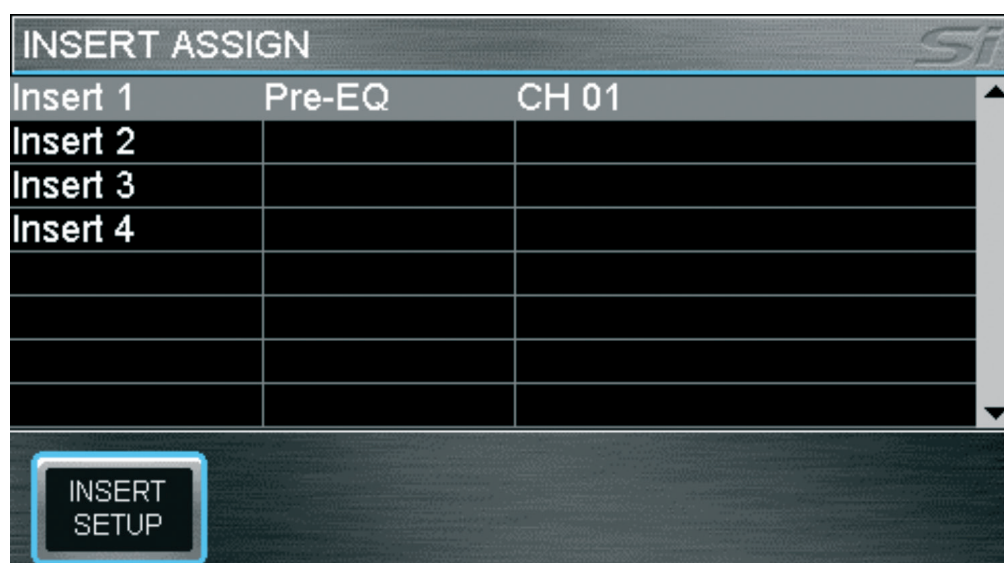 INSERT ASSIGN
Si
Insert 1 Pre-EQ CH 01
Insert 2
Insert 3
Insert 4
INSERT
SETUP